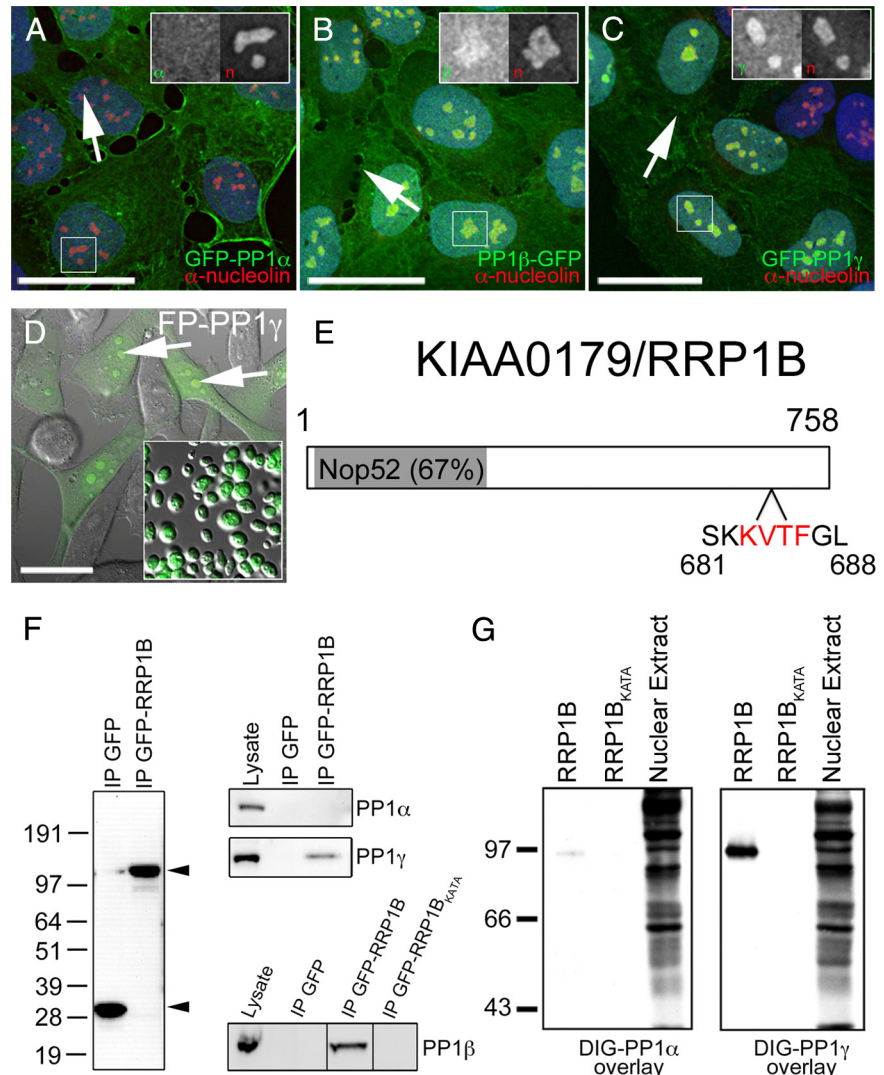 A
α
n
GFP-PP1α
α-nucleolin
B
β
n
PP1β-GFP
α-nucleolin
C
γ
n
GFP-PP1γ
α-nucleolin
D
FP-PP1γ
E
KIAA0179/RRP1B
1 758
Nop52 (67%)
SKKVTFGL
681 688
F
IP GFP
IP GFP-RRP1B
191
97
64
51
39
28
19
Lysate
IP GFP
IP GFP-RRP1B
PP1α
PP1γ
Lysate
IP GFP
IP GFP-RRP1B
IP GFP-RRP1BKATA
PP1β
G
RRP1B
RRP1BKATA
Nuclear Extract
RRP1B
RRP1BKATA
Nuclear Extract
97
66
43
DIG-PP1α
overlay
DIG-PP1γ
overlay